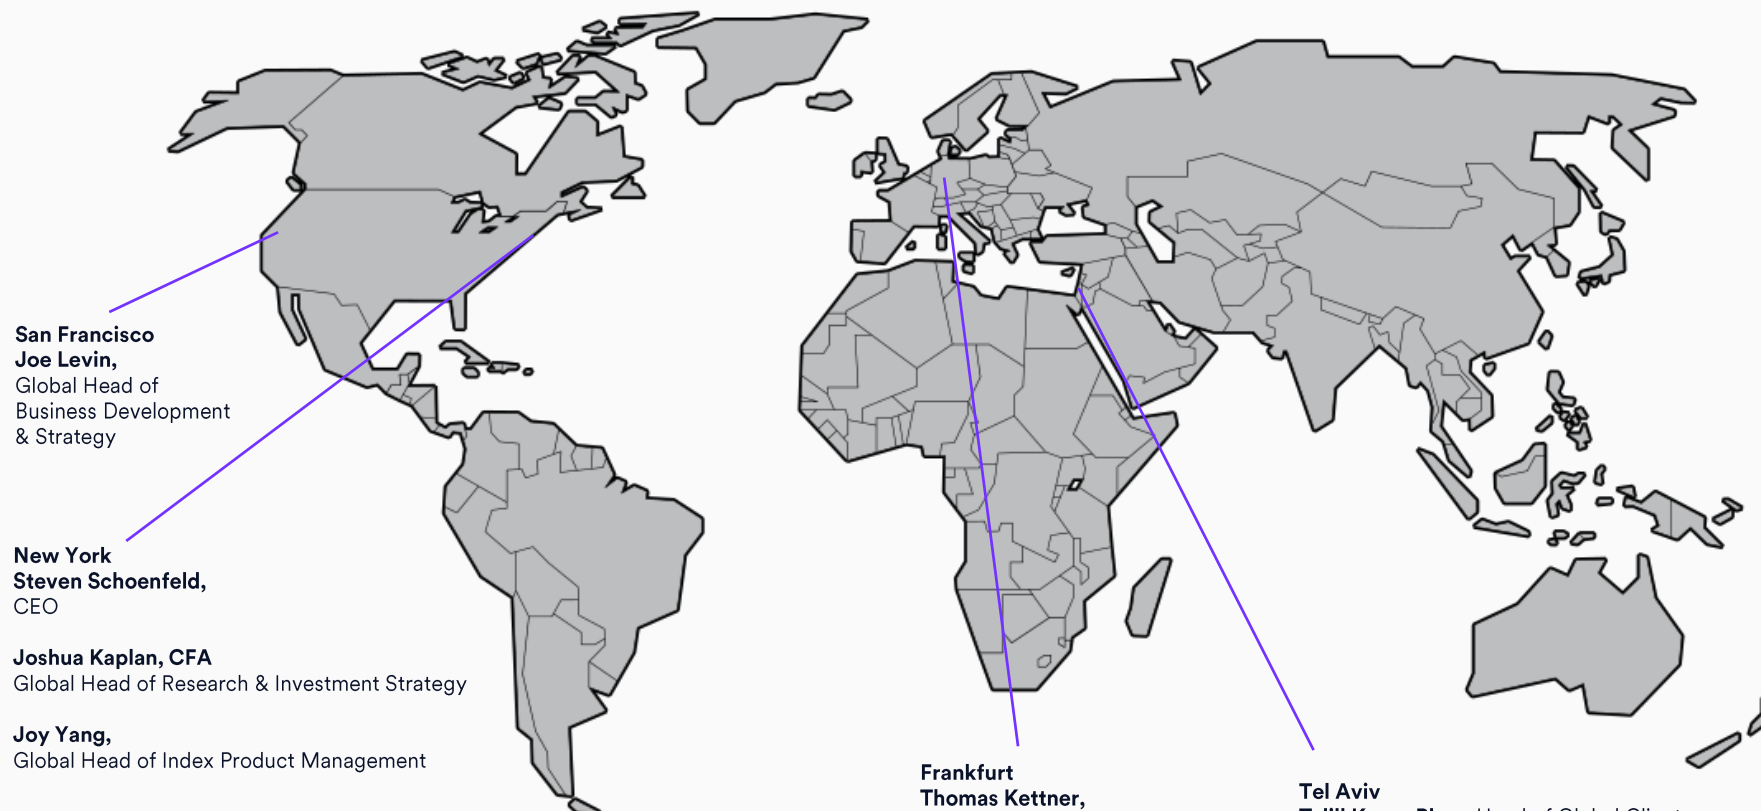 San Francisco
Joe Levin,
Global Head of
Business Development
& Strategy
New York
Steven Schoenfeld,
CEO
Joshua Kaplan, CFA
Global Head of Research & Investment Strategy
Joy Yang,
Global Head of Index Product Management
Frankfurt
Thomas Kettner,
Tel Aviv